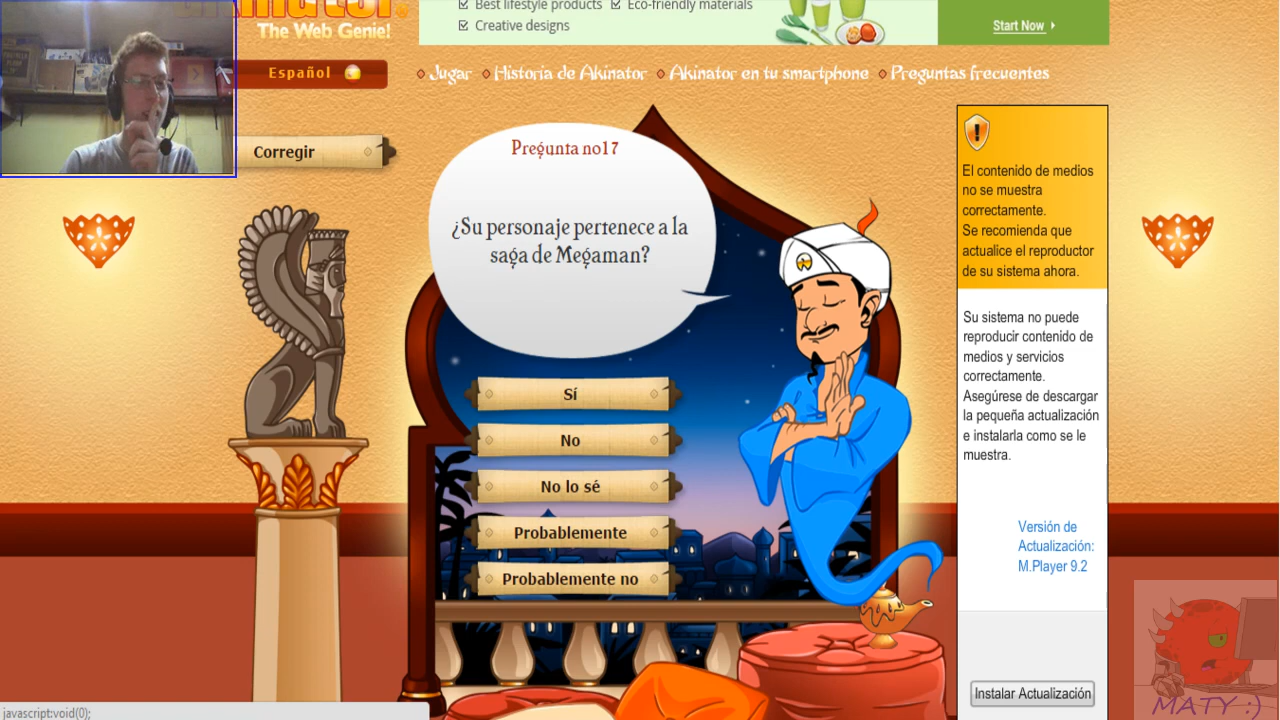 Akinator®
The Web Genie!
Best lifestyle products Eco-friendly materials
Creative designs
Start Now
Español
Jugar Historia de Akinator Akinator en tu smartphone Preguntas frecuentes
Corregir
Pregunta no17
¿Su personaje pertenece a la
saga de Megaman?
Sí
No
No lo sé
Probablemente
Probablemente no
El contenido de medios
no se muestra
correctamente.
Se recomienda que
actualice el reproductor
de su sistema ahora.
Su sistema no puede
reproducir contenido de
medios y servicios
correctamente.
Asegúrese de descargar
la pequeña actualización
e instalarla como se le
muestra.
Versión de
Actualización:
M.Player 9.2
Instalar Actualización
MATY :)
javascript:void(0);